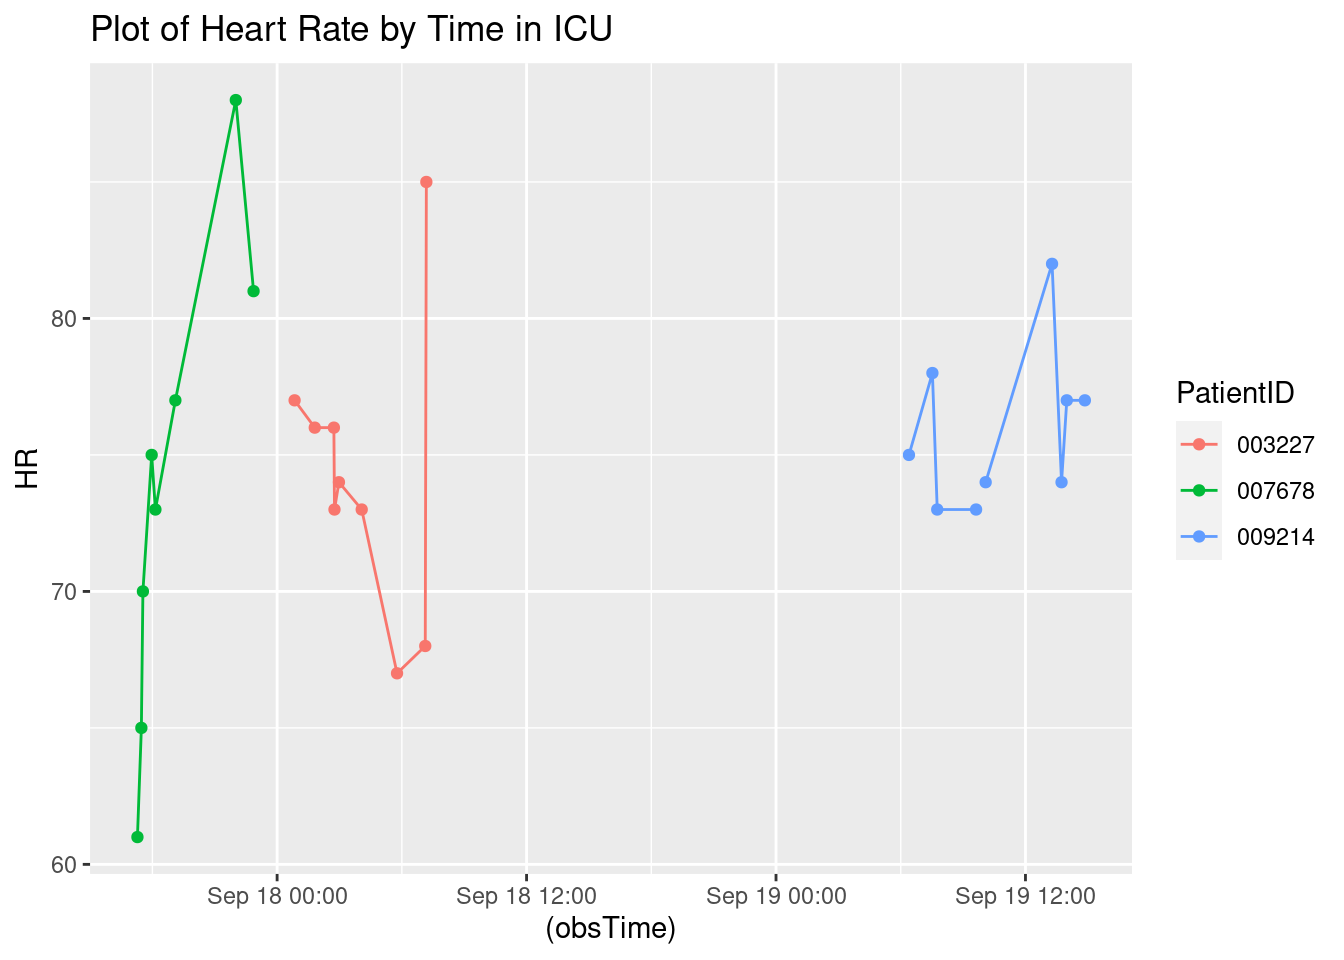 Plot of Heart Rate by Time in ICU
HR
80
70
60
Sep 18 00:00
Sep 18 12:00
Sep 19 00:00
Sep 19 12:00
(obsTime)
PatientID
003227
007678
009214